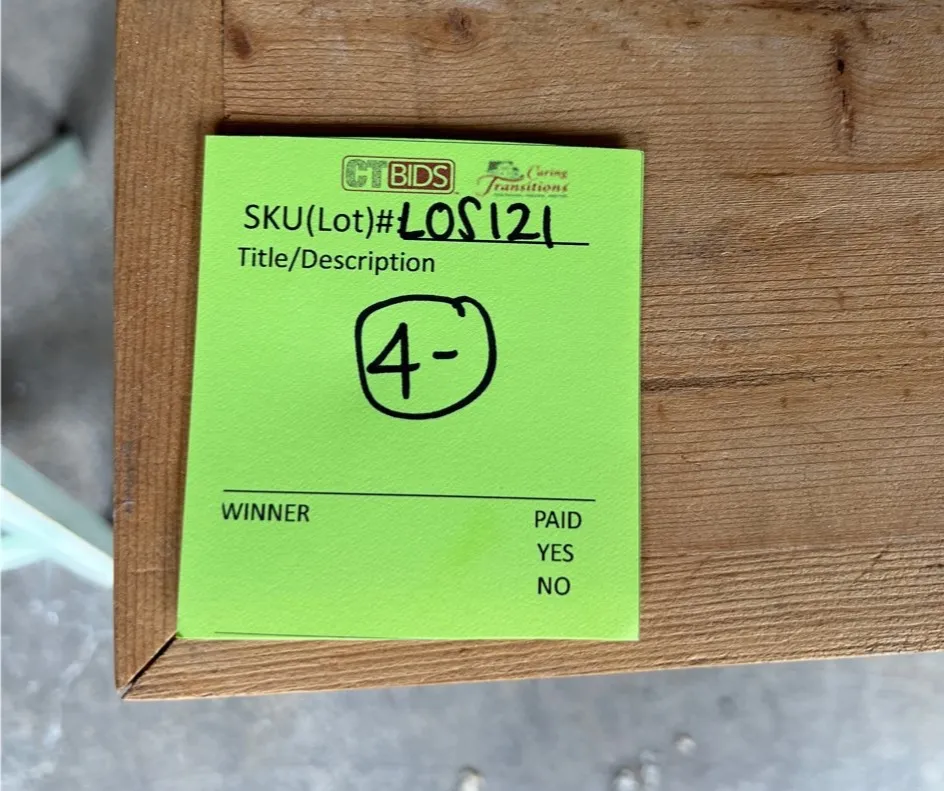 CTBIDS Caring Transitions
SKU(Lot)# LOS121
Title/Description
4-
WINNER PAID
YES
NO